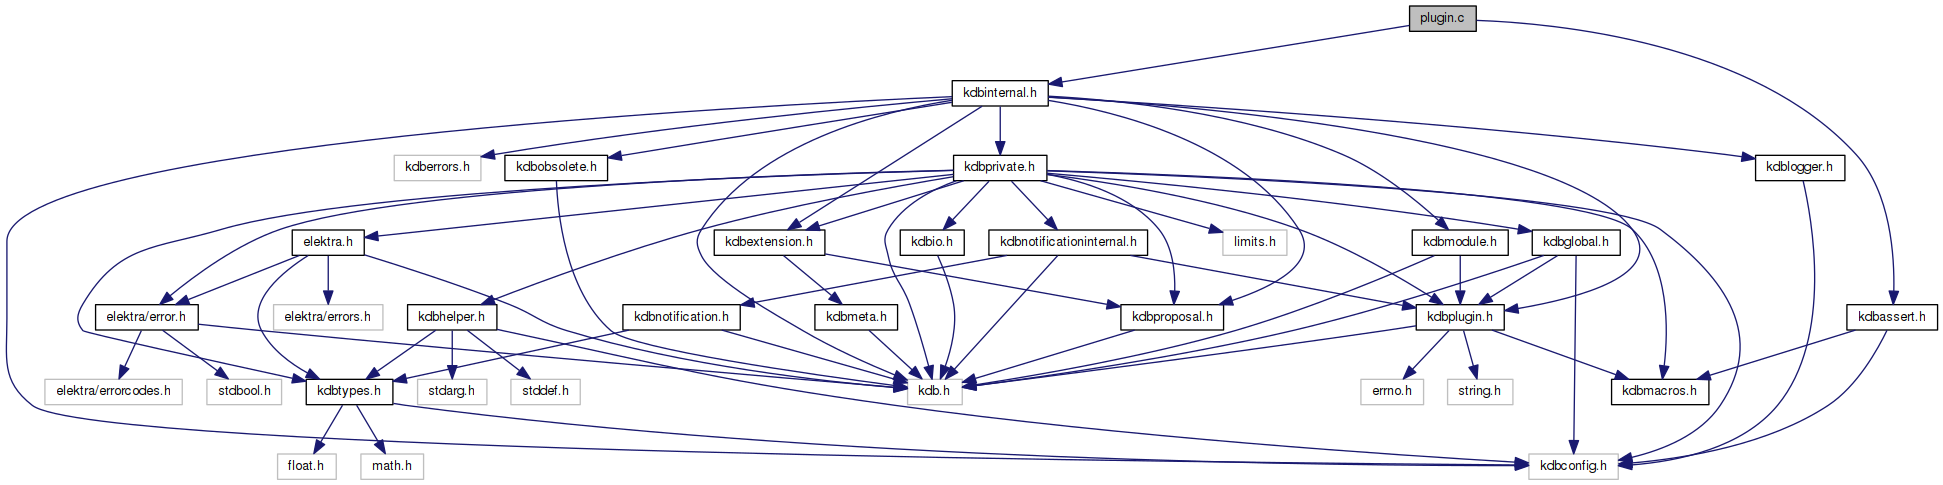 plugin.c
kdbinternal.h
kdberrors.h
kdbobsolete.h
kdbprivate.h
kdblogger.h
elektra.h
kdbextension.h
kdbio.h
kdbnotificationinternal.h
limits.h
kdbmodule.h
kdbglobal.h
elektra/error.h
elektra/errors.h
kdbhelper.h
kdbnotification.h
kdbmeta.h
kdbproposal.h
kdbplugin.h
kdbassert.h
elektra/errorcodes.h
stdbool.h
kdbtypes.h
stdarg.h
stddef.h
kdb.h
errno.h
string.h
kdbmacros.h
float.h
math.h
kdbconfig.h